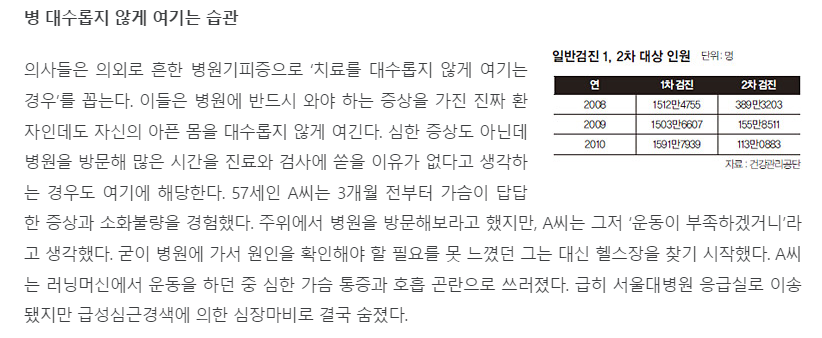 병 대수롭지 않게 여기는 습관
의사들은 의외로 흔한 병원기피증으로 ‘치료를 대수롭지 않게 여기는
경우’를 꼽는다. 이들은 병원에 반드시 와야 하는 증상을 가진 진짜 환
자인데도 자신의 아픈 몸을 대수롭지 않게 여긴다. 심한 증상도 아닌데
병원을 방문해 많은 시간을 진료와 검사에 쏟을 이유가 없다고 생각하
는 경우도 여기에 해당한다. 57세인 A씨는 3개월 전부터 가슴이 답답
한 증상과 소화불량을 경험했다. 주위에서 병원을 방문해보라고 했지만, A씨는 그저 ‘운동이 부족하겠거니’라
고 생각했다. 굳이 병원에 가서 원인을 확인해야 할 필요를 못 느꼈던 그는 대신 헬스장을 찾기 시작했다. A씨
는 러닝머신에서 운동을 하던 중 심한 가슴 통증과 호흡 곤란으로 쓰러졌다. 급히 서울대병원 응급실로 이송
됐지만 급성심근경색에 의한 심장마비로 결국 숨졌다.
일반검진 1, 2차 대상 인원 단위: 명
연 1차 검진 2차 검진
2008 1512만4755 389만3203
2009 1503만6607 155만8511
2010 1591만7939 113만0883
자료 : 건강관리공단